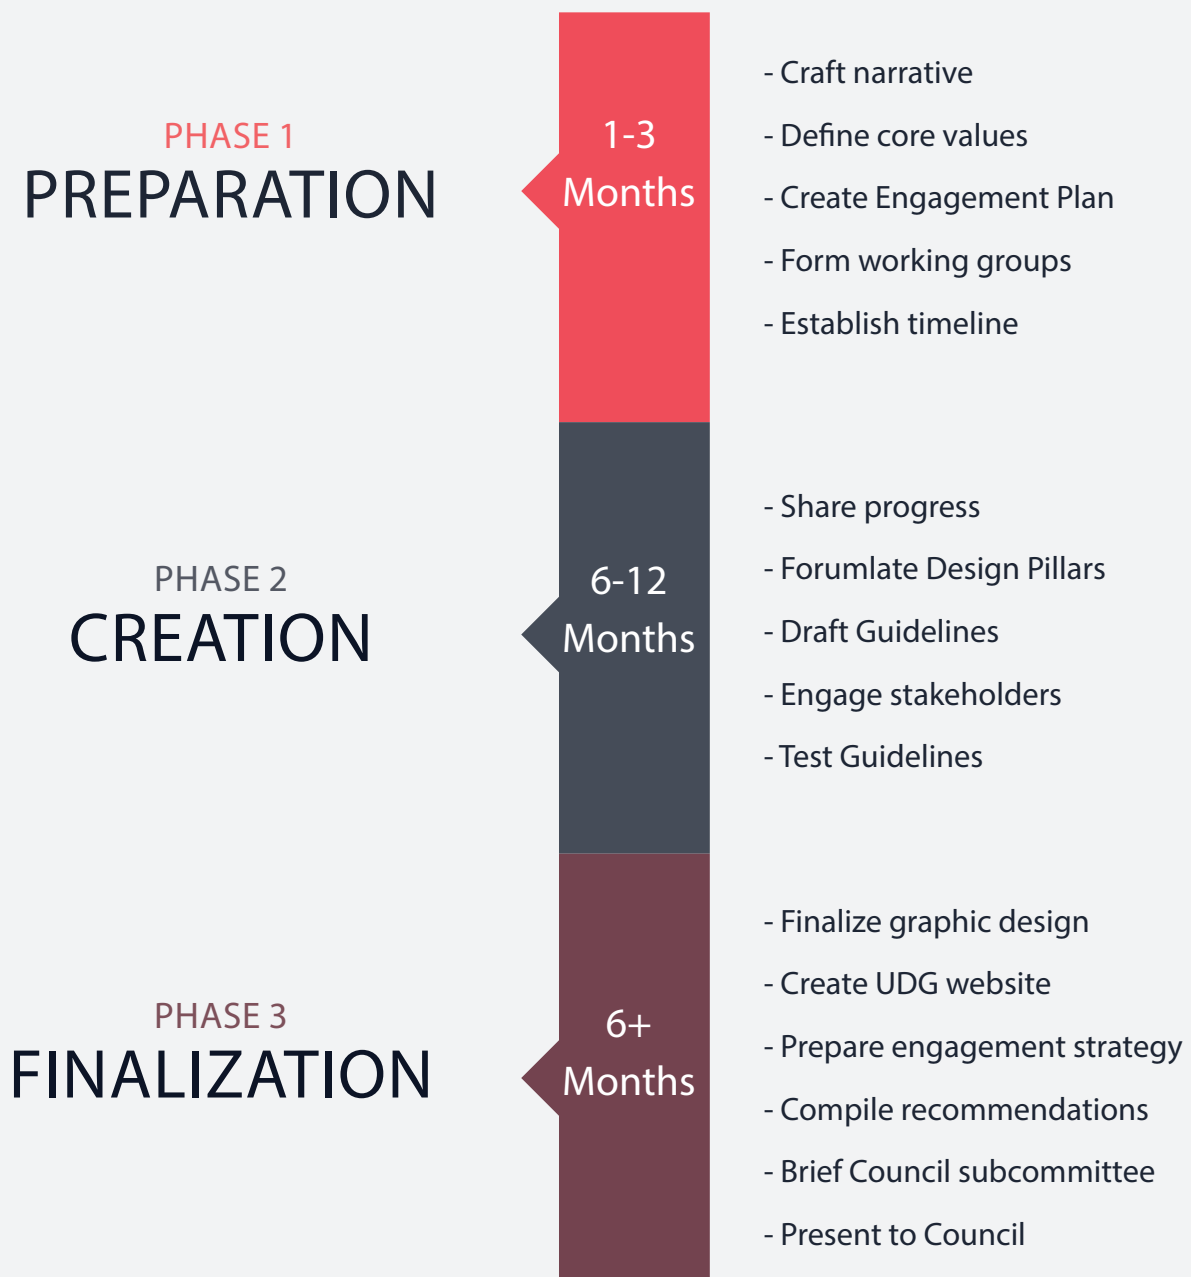 PHASE 1
PREPARATION
1-3
Months
- Craft narrative
- Define core values
- Create Engagement Plan
- Form working groups
- Establish timeline
PHASE 2
CREATION
6-12
Months
- Share progress
- Forumlate Design Pillars
- Draft Guidelines
- Engage stakeholders
- Test Guidelines
PHASE 3
FINALIZATION
6+
Months
- Finalize graphic design
- Create UDG website
- Prepare engagement strategy
- Compile recommendations
- Brief Council subcommittee
- Present to Council